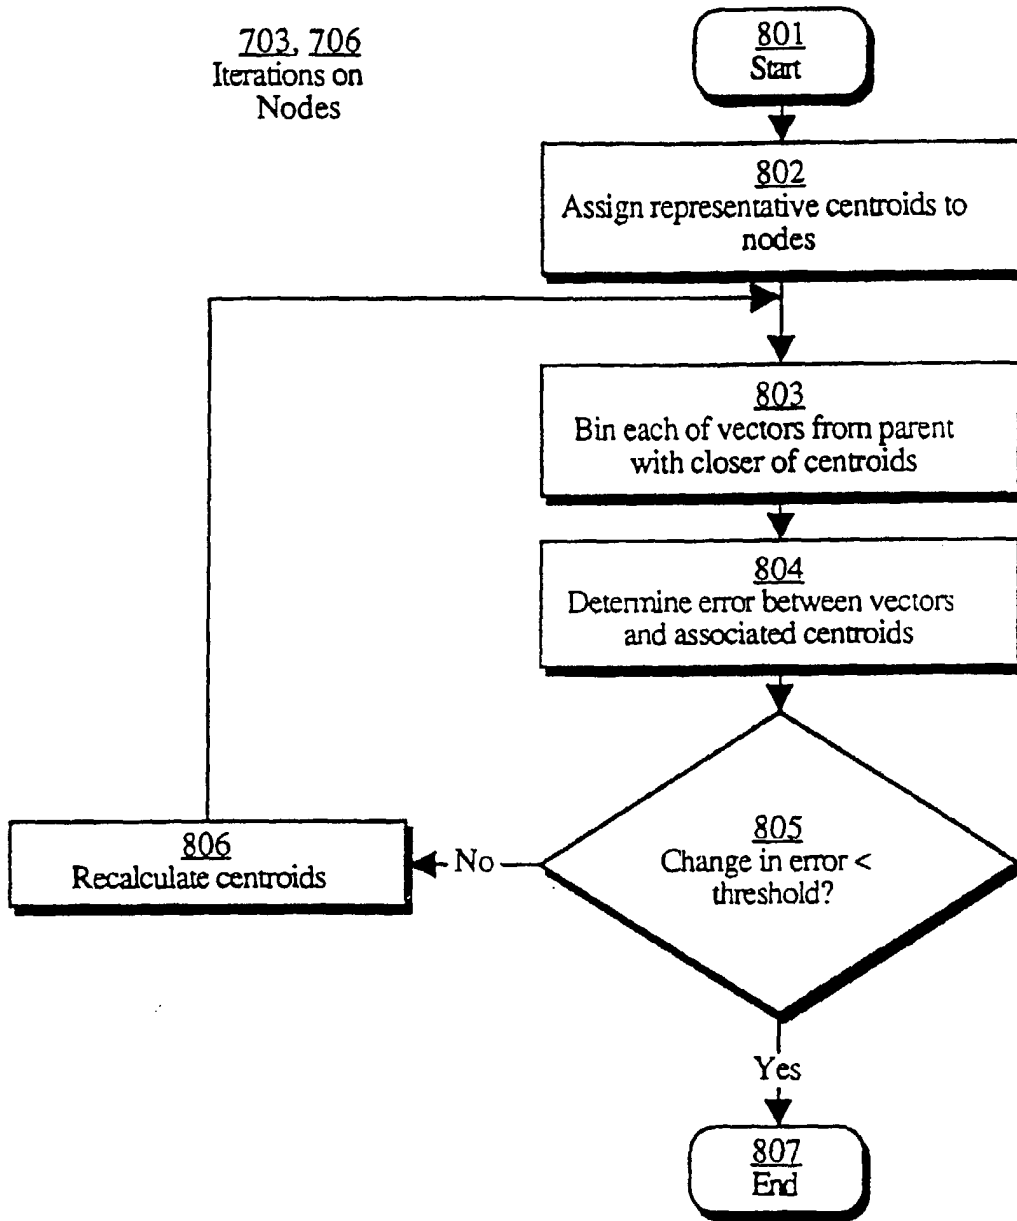 703, 706
Iterations on
Nodes
801
Start
802
Assign representative centroids to
nodes
803
Bin each of vectors from parent
with closer of centroids
804
Determine error between vectors
and associated centroids
805
Change in error <
threshold?
No
806
Recalculate centroids
Yes
807
End